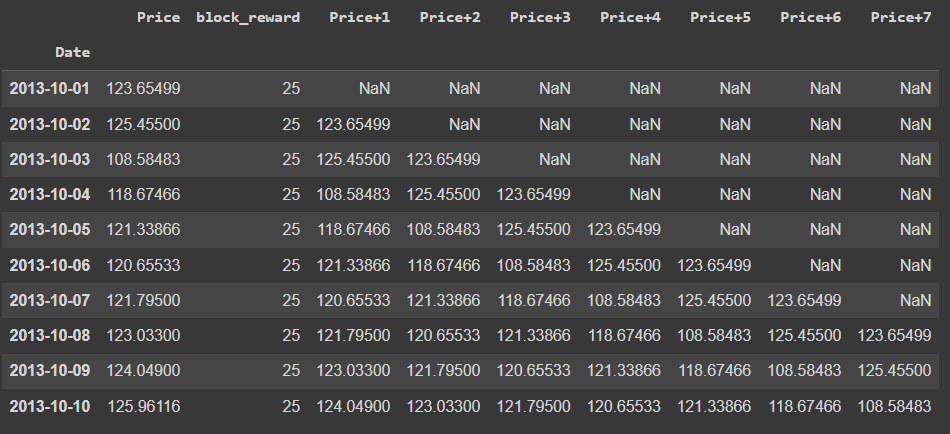 Price block_reward Price+1 Price+2 Price+3 Price+4 Price+5 Price+6 Price+7
Date
2013-10-01 123.65499 25 NaN NaN NaN NaN NaN NaN NaN
2013-10-02 125.45500 25 123.65499 NaN NaN NaN NaN NaN NaN
2013-10-03 108.58483 25 125.45500 123.65499 NaN NaN NaN NaN NaN
2013-10-04 118.67466 25 108.58483 125.45500 123.65499 NaN NaN NaN NaN
2013-10-05 121.33866 25 118.67466 108.58483 125.45500 123.65499 NaN NaN NaN
2013-10-06 120.65533 25 121.33866 118.67466 108.58483 125.45500 123.65499 NaN NaN
2013-10-07 121.79500 25 120.65533 121.33866 118.67466 108.58483 125.45500 123.65499 NaN
2013-10-08 123.03300 25 121.79500 120.65533 121.33866 118.67466 108.58483 125.45500 123.65499
2013-10-09 124.04900 25 123.03300 121.79500 120.65533 121.33866 118.67466 108.58483 125.45500
2013-10-10 125.96116 25 124.04900 123.03300 121.79500 120.65533 121.33866 118.67466 108.58483